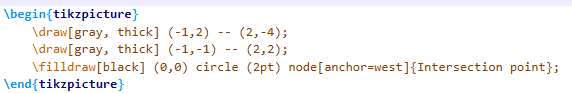 \begin{tikzpicture}
\draw[gray, thick] (-1,2) -- (2,-4);
\draw[gray, thick] (-1,-1) -- (2,2);
\filldraw[black] (0,0) circle (2pt) node[anchor=west]{Intersection point};
\end{tikzpicture}